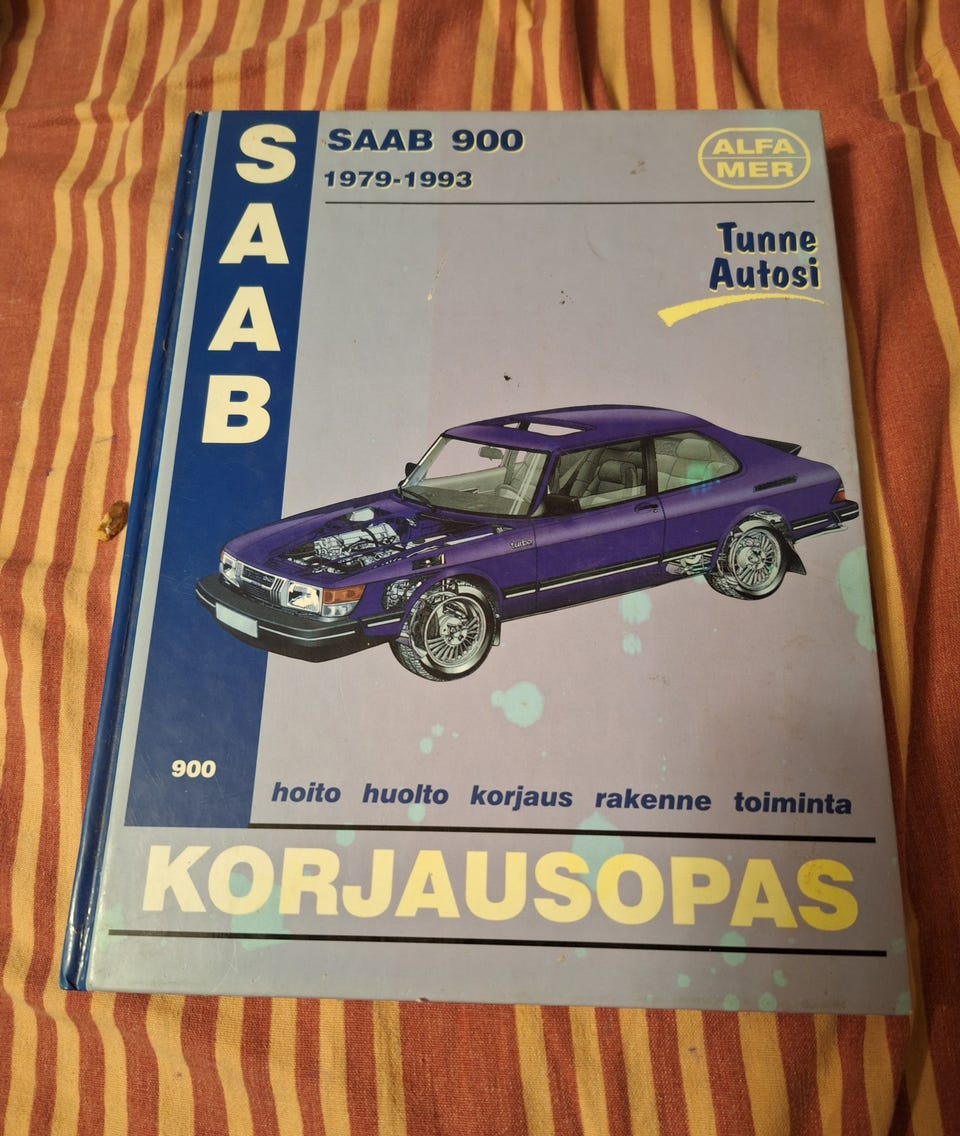 SAAB
SAAB 900
1979-1993
ALFA
MER
Tunne
Autosi
turbo
900
hoito huolto korjaus rakenne toiminta
KORJAUSOPAS